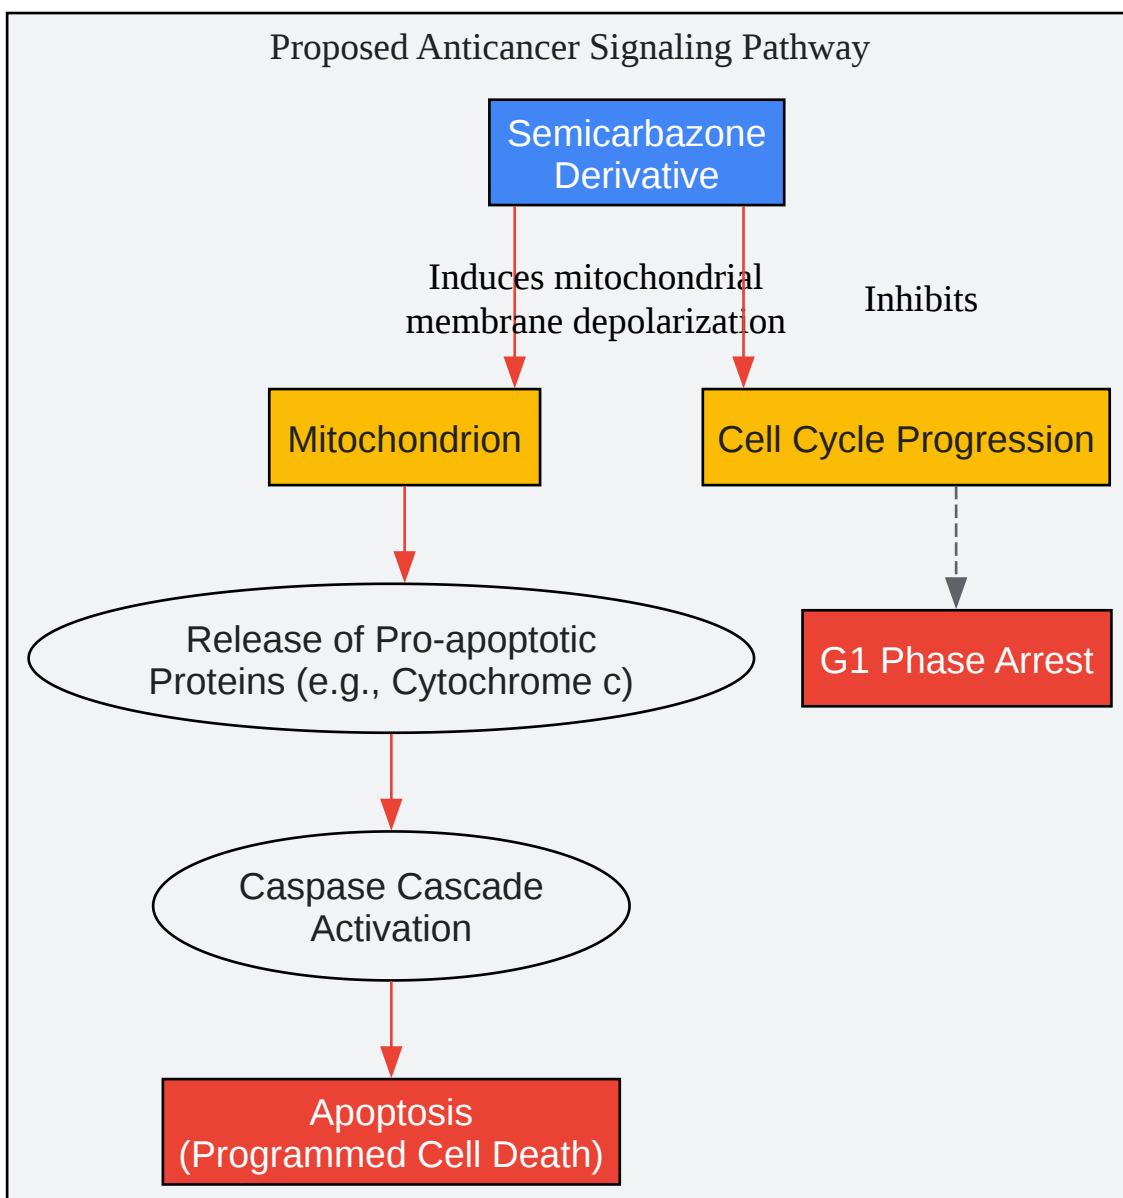 Proposed Anticancer Signaling Pathway
Semicarbazone
Derivative
Induces mitochondrial
membrane depolarization
Inhibits
Mitochondrion
Cell Cycle Progression
Release of Pro-apoptotic
Proteins (e.g., Cytochrome c)
G1 Phase Arrest
Caspase Cascade
Activation
Apoptosis
(Programmed Cell Death)